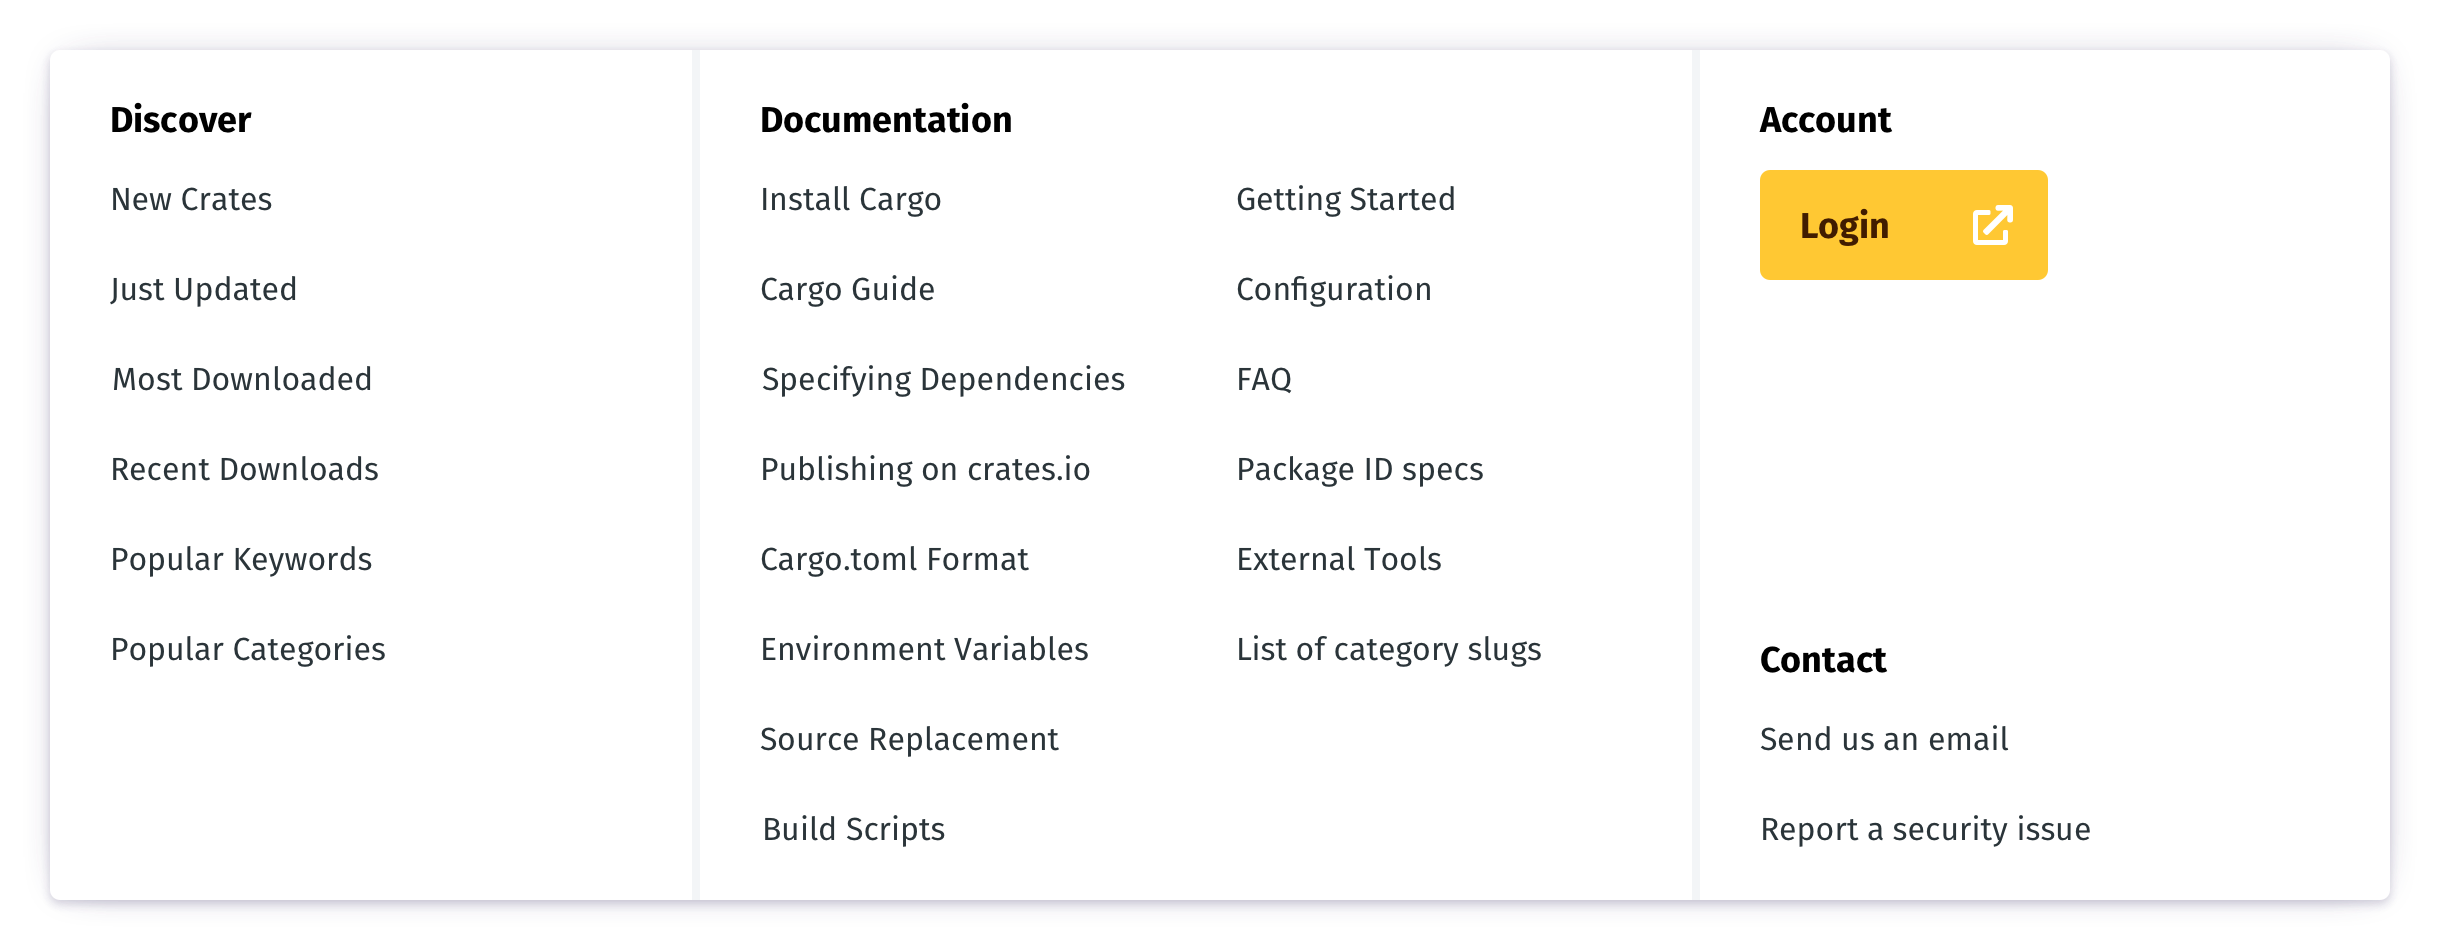 Discover
New Crates
Just Updated
Most Downloaded
Recent Downloads
Popular Keywords
Popular Categories
Documentation
Install Cargo
Cargo Guide
Specifying Dependencies
Publishing on crates.io
Cargo.toml Format
Environment Variables
Source Replacement
Build Scripts
Getting Started
Configuration
FAQ
Package ID specs
External Tools
List of category slugs
Account
Login
Contact
Send us an email
Report a security issue